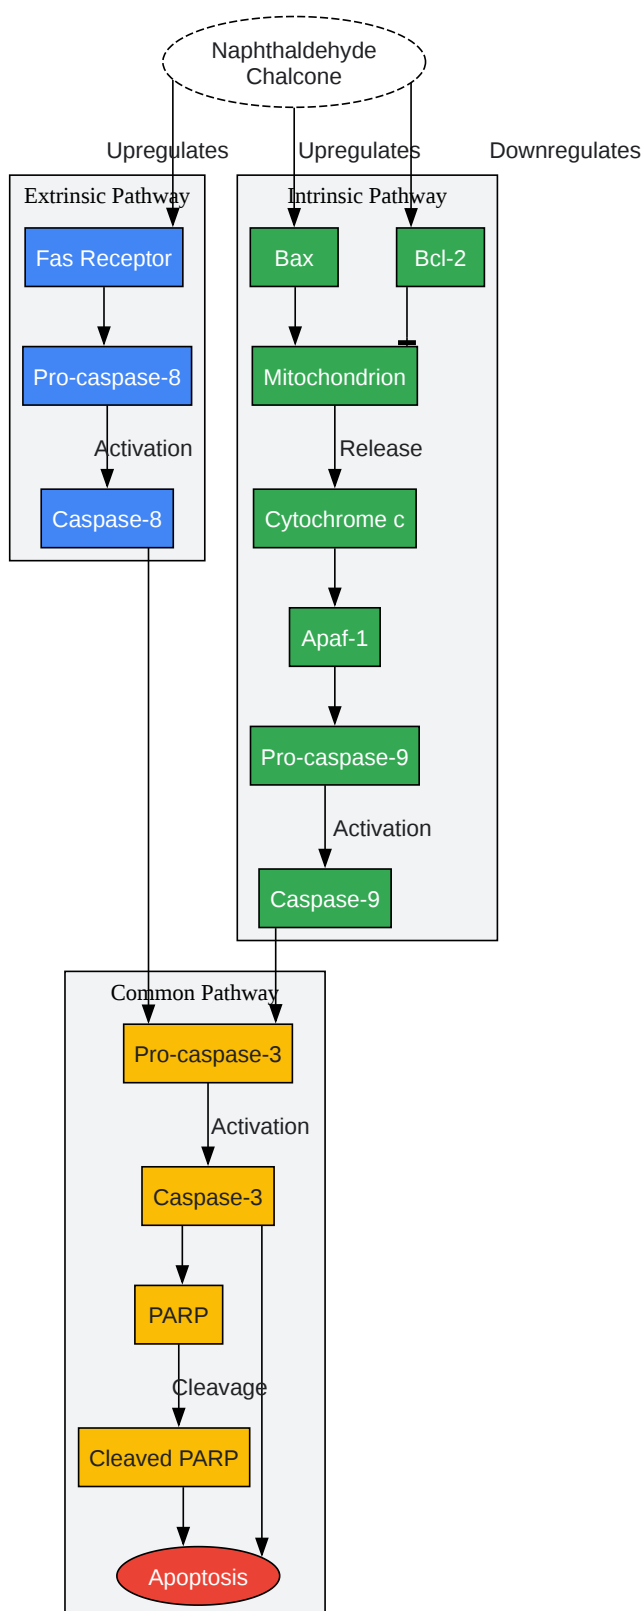 Naphthaldehyde
Chalcone
Upregulates
Upregulates
Downregulates
Extrinsic Pathway
Intrinsic Pathway
Fas Receptor
Bax
Bcl-2
Pro-caspase-8
Mitochondrion
Activation
Release
Caspase-8
Cytochrome c
Apaf-1
Pro-caspase-9
Activation
Caspase-9
Common Pathway
Pro-caspase-3
Activation
Caspase-3
PARP
Cleavage
Cleaved PARP
Apoptosis